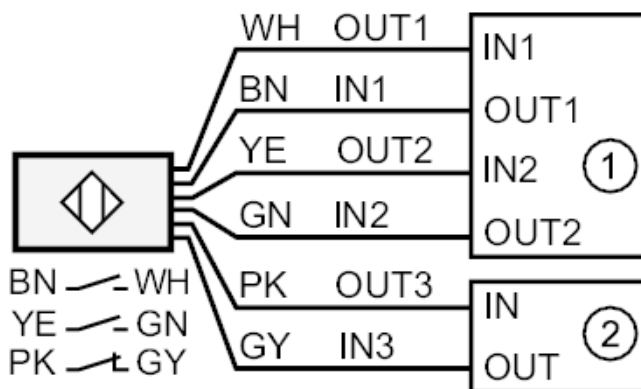 WH OUT1 IN1
BN IN1 OUT1
YE OUT2 IN2
1
GN IN2 OUT2
BN WH
PK OUT3 IN
YE GN
2
GY IN3 OUT
PK GY